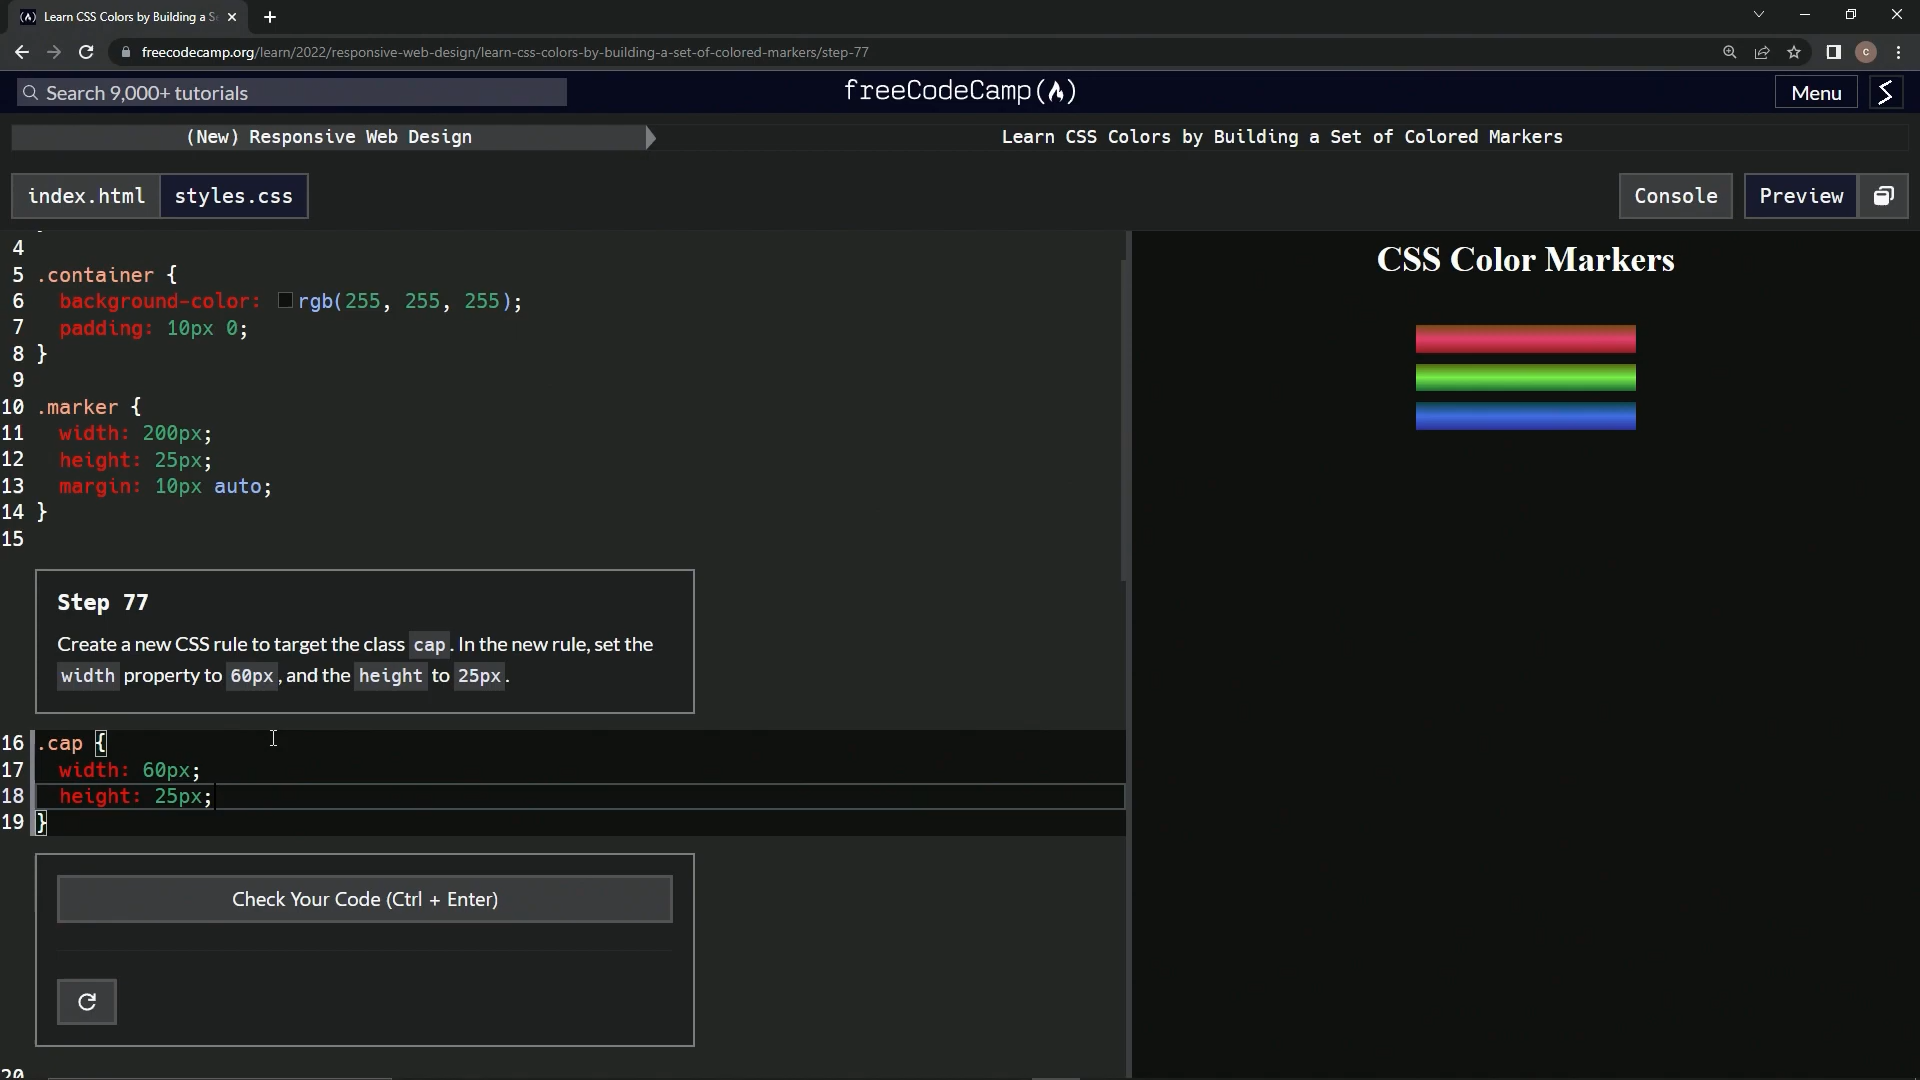 Learn CSS Colors by Building a S
freecodecamp.org/learn/2022/responsive-web-design/learn-css-colors-by-building-a-set-of-colored-markers/step-77
C
Search 9,000+ tutorials
freeCodeCamp
Menu
(New) Responsive Web Design
Learn CSS Colors by Building a Set of Colored Markers
index.html
styles.css
Console
Preview
4
5 .container {
6 background-color: rgb(255, 255, 255);
7 padding: 10px 0;
8 }
9
10 .marker {
11 width: 200px;
12 height: 25px;
13 margin: 10px auto;
14 }
15
Step 77
Create a new CSS rule to target the class cap. In the new rule, set the
width property to 60px, and the height to 25px.
16 .cap {
17 width: 60px;
18 height: 25px;
19 }
Check Your Code (Ctrl + Enter)
20
CSS Color Markers